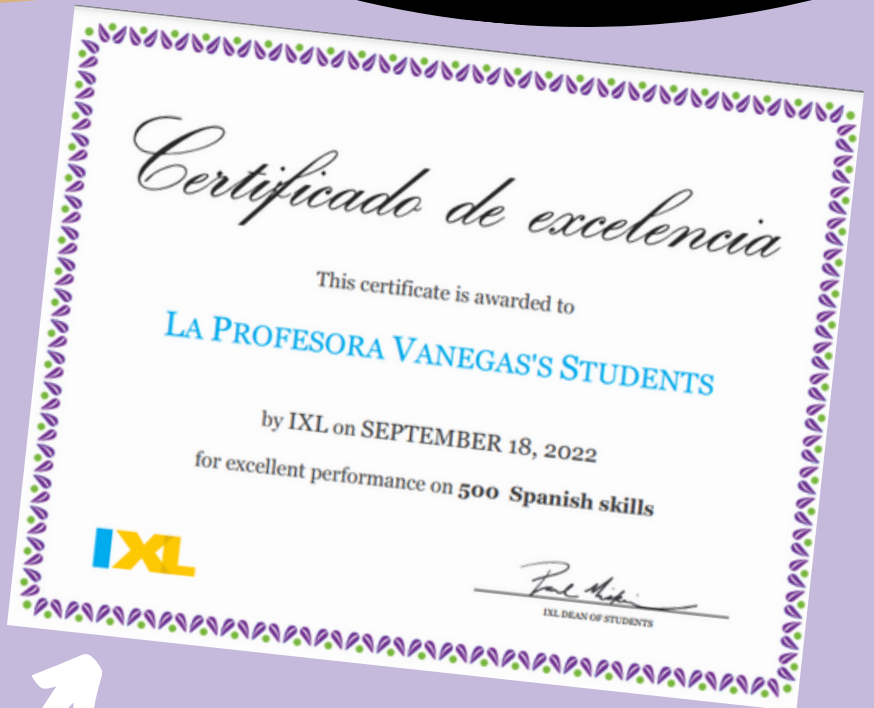 Certificado de excelencia
This certificate is awarded to
LA PROFESORA VANEGAS'S STUDENTS
by IXL on SEPTEMBER 18, 2022
for excellent performance on 500 Spanish skills
IXL
IXL DEAN OF STUDENTS